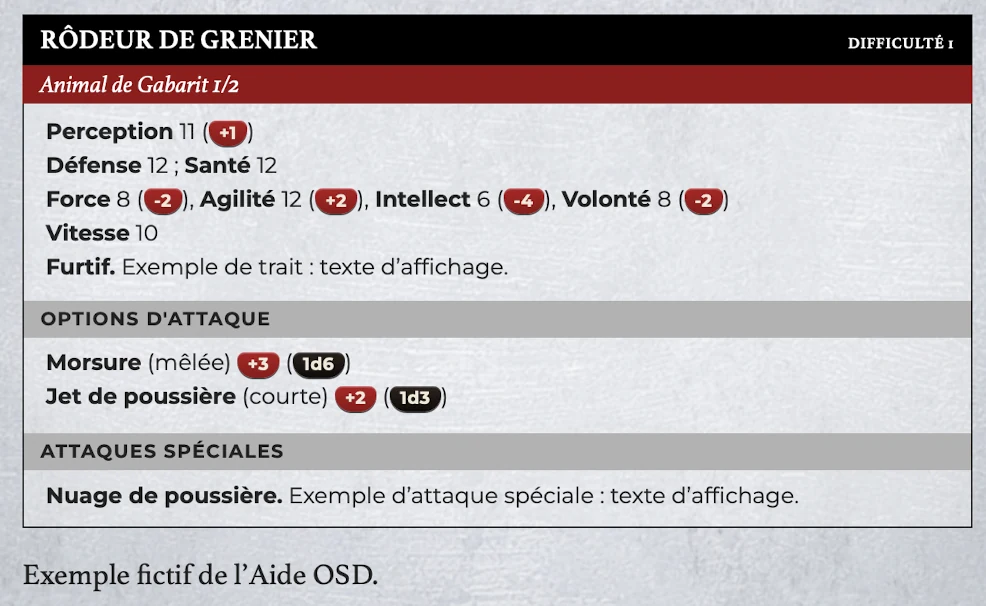 RÔDEUR DE GRENIER DIFFICULTÉ 1
Animal de Gabarit 1/2
Perception 11 (+1)
Défense 12 ; Santé 12
Force 8 (-2), Agilité 12 (+2), Intellect 6 (-4), Volonté 8 (-2)
Vitesse 10
Furtif. Exemple de trait : texte d’affichage.
OPTIONS D'ATTAQUE
Morsure (mêlée) +3 (1d6)
Jet de poussière (courte) +2 (1d3)
ATTAQUES SPÉCIALES
Nuage de poussière. Exemple d’attaque spéciale : texte d’affichage.
Exemple fictif de l’Aide OSD.